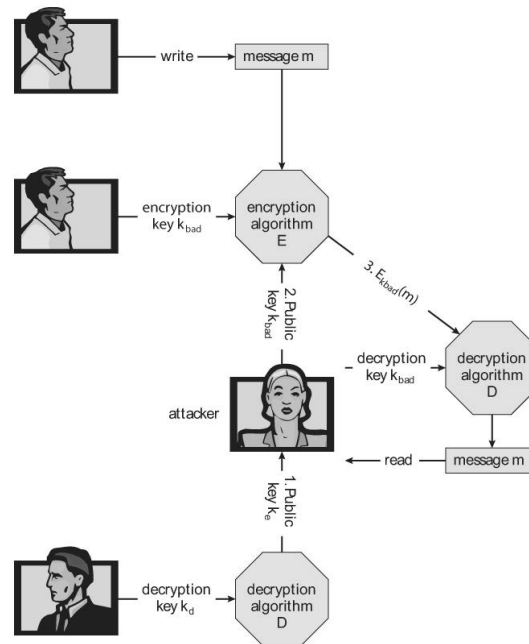 write
message m
encryption
key k_bad
encryption
algorithm
E
3. E_kbad(m)
2. Public
key k_bad
decryption
key k_bad
decryption
algorithm
D
attacker
read
message m
1. Public
key k_e
decryption
key k_d
decryption
algorithm
D